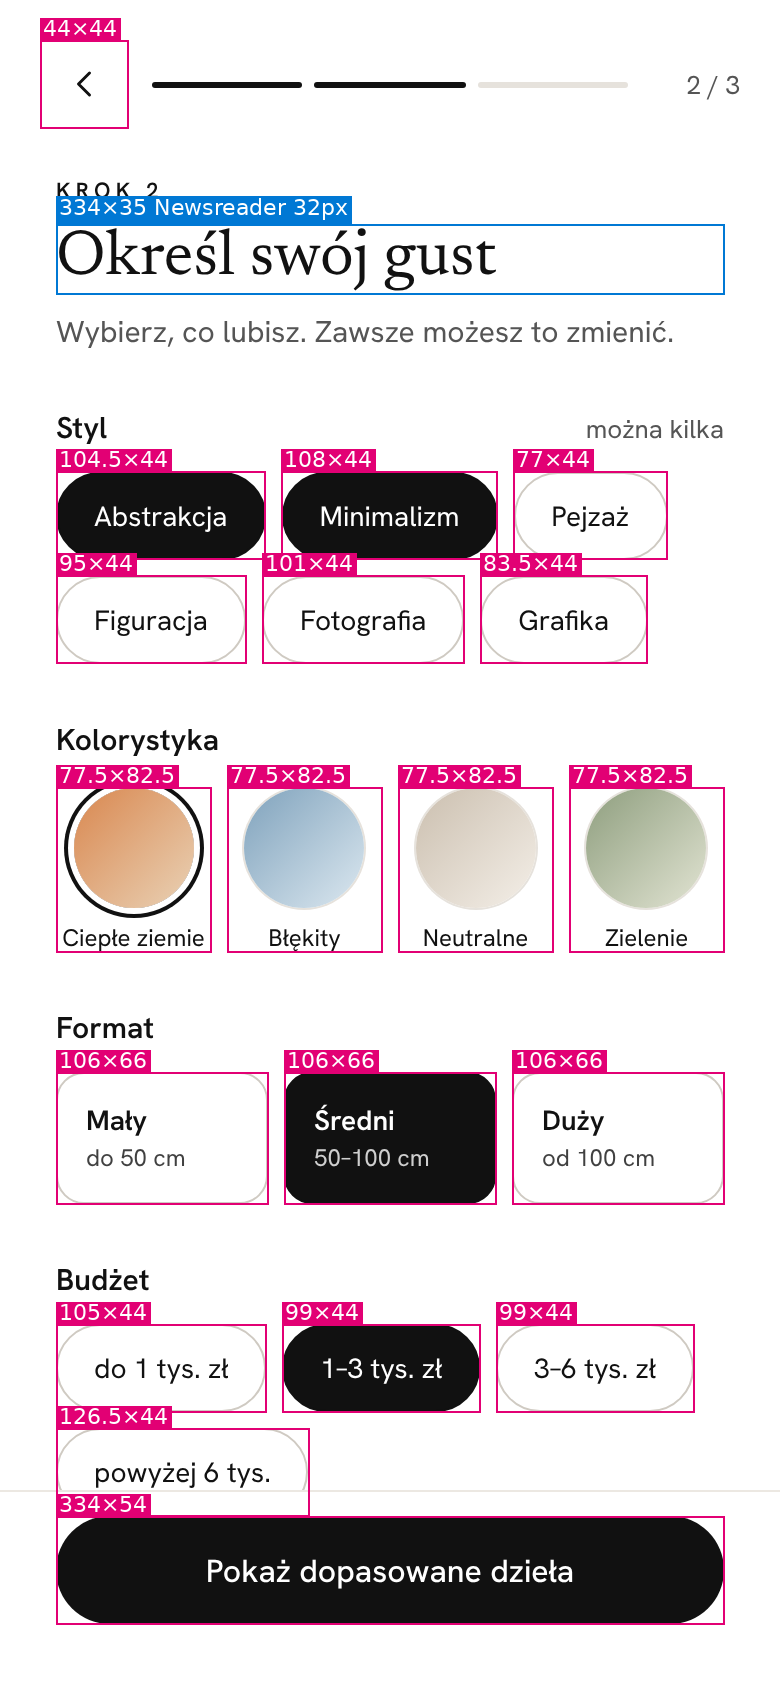 44×44
2 / 3
KROK 2
334×35 Newsreader 32px
Określ swój gust
Wybierz, co lubisz. Zawsze możesz to zmienić.
Styl
można kilka
104.5×44 108×44 77×44
Abstrakcja Minimalizm Pejzaż
95×44 101×44 83.5×44
Figuracja Fotografia Grafika
Kolorystyka
77.5×82.5 77.5×82.5 77.5×82.5 77.5×82.5
Ciepłe ziemie Błękity Neutralne Zielenie
Format
106×66 106×66 106×66
Mały Średni Duży
do 50 cm 50–100 cm od 100 cm
Budżet
105×44 99×44 99×44
do 1 tys. zł 1–3 tys. zł 3–6 tys. zł
126.5×44
powyżej 6 tys.
334×54
Pokaż dopasowane dzieła